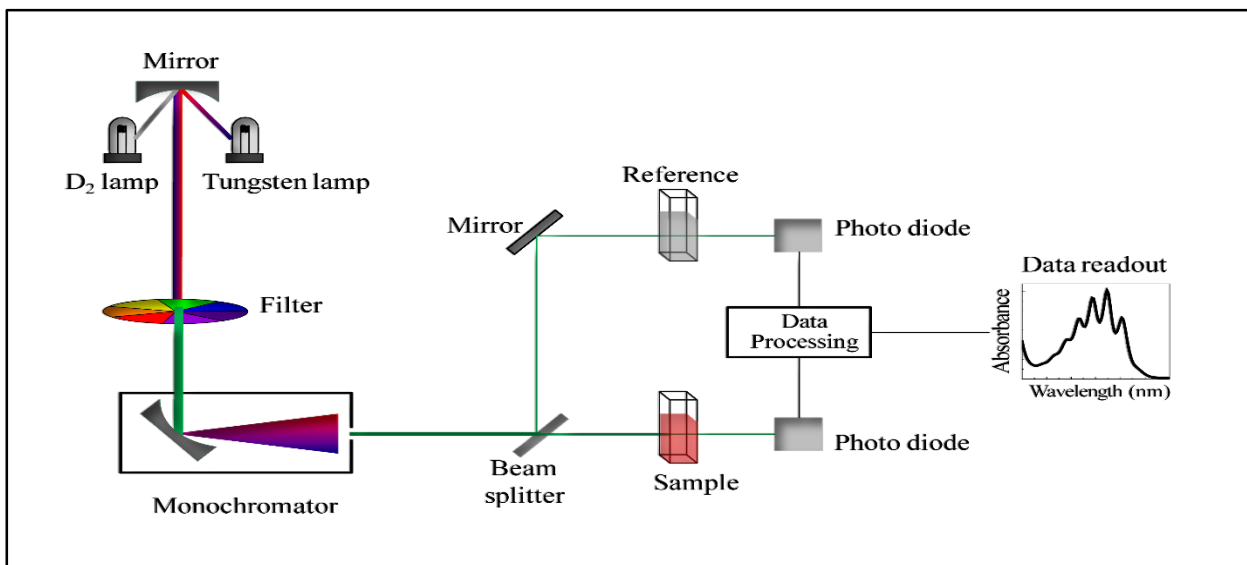 Mirror
D₂ lamp
Tungsten lamp
Filter
Monochromator
Mirror
Beam
splitter
Reference
Sample
Photo diode
Data
Processing
Photo diode
Data readout
Absorbance
Wavelength (nm)